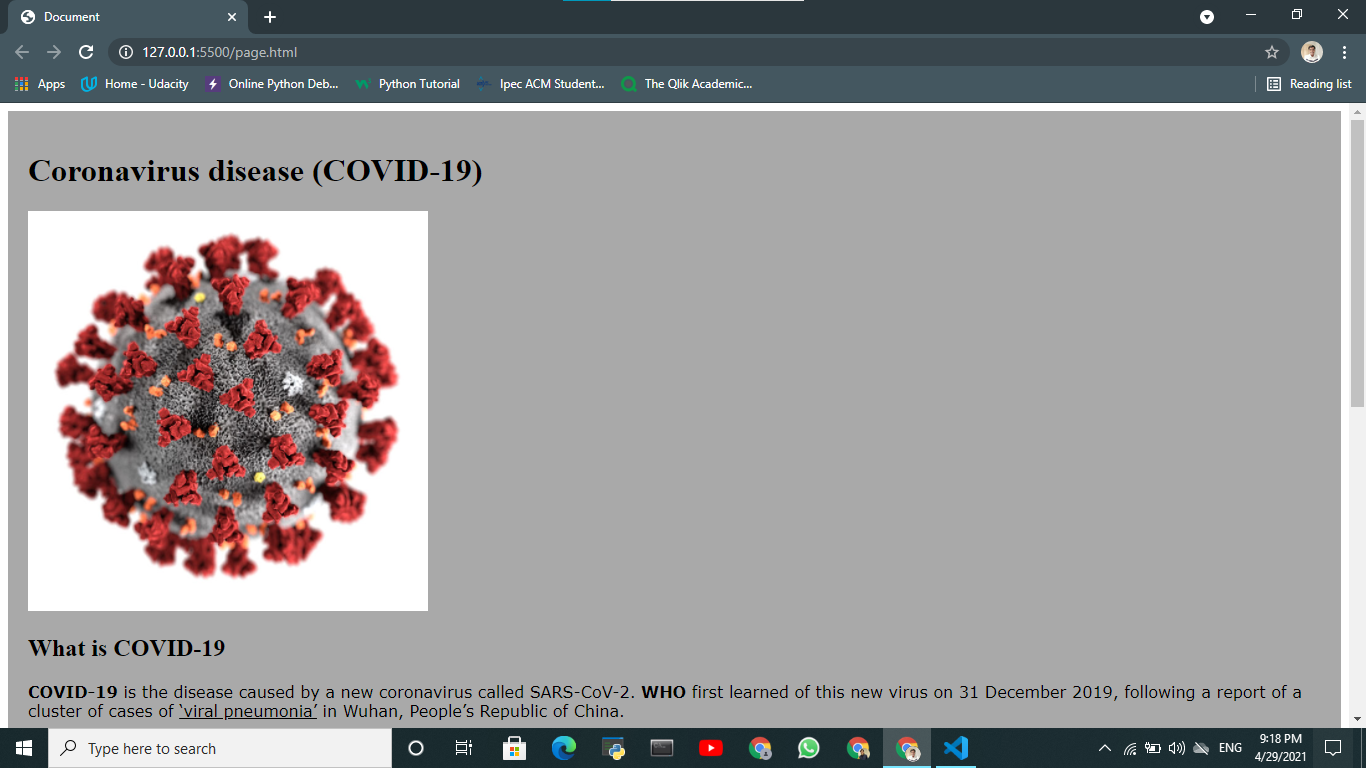 Document
127.0.0.1:5500/page.html
Apps
Home - Udacity
Online Python Deb...
Python Tutorial
Ipec ACM Student...
The Qlik Academic...
Reading list
Coronavirus disease (COVID-19)
What is COVID-19
COVID-19 is the disease caused by a new coronavirus called SARS-CoV-2. WHO first learned of this new virus on 31 December 2019, following a report of a
cluster of cases of ‘viral pneumonia’ in Wuhan, People’s Republic of China.
Type here to search
ENG
9:18 PM
4/29/2021